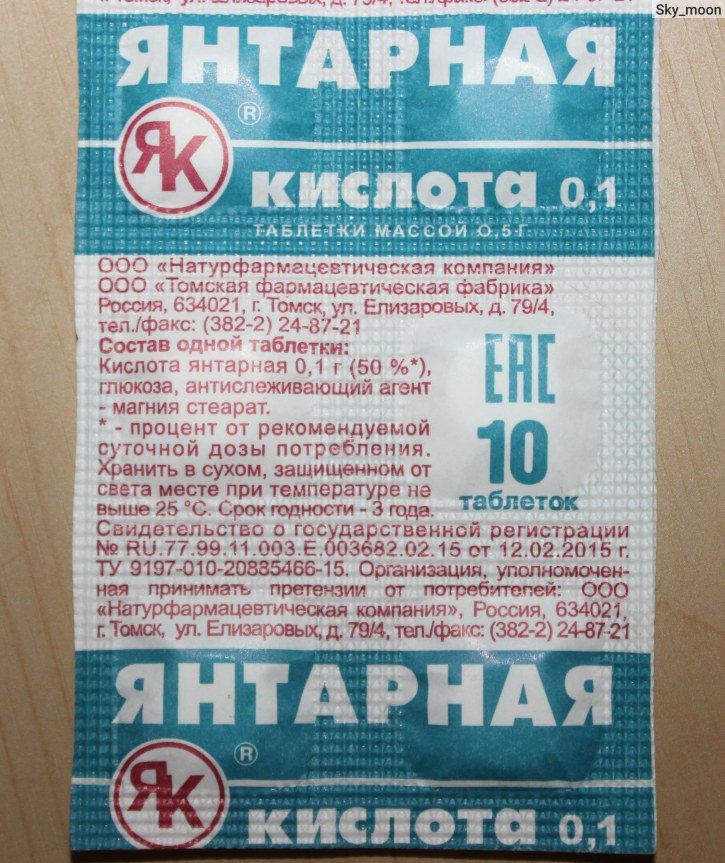 Sky_moon
ЯНТАРНАЯ
ЯК ®
кислота 0,1
ТАБЛЕТКИ МАССОЙ 0,5 Г
ООО «Натурфармацевтическая компания»
ООО «Томская фармацевтическая фабрика»
Россия, 634021, г. Томск, ул. Елизаровых, д. 79/4,
тел./факс: (382-2) 24-87-21
Состав одной таблетки:
Кислота янтарная 0,1 г (50 %*),
глюкоза, антислеживающий агент
- магния стеарат.
* - процент от рекомендуемой
суточной дозы потребления.
Хранить в сухом, защищенном от
света месте при температуре не
выше 25 °С. Срок годности - 3 года.
ЕАС
10
таблеток
Свидетельство о государственной регистрации
№ RU.77.99.11.003.Е.003682.02.15 от 12.02.2015 г.
ТУ 9197-010-20885466-15. Организация, уполномочен-
ная принимать претензии от потребителей: ООО
«Натурфармацевтическая компания», Россия, 634021,
г. Томск, ул. Елизаровых, д. 79/4, тел./факс: (382-2) 24-87-21
ЯНТАРНАЯ
ЯК ®
кислота 0,1